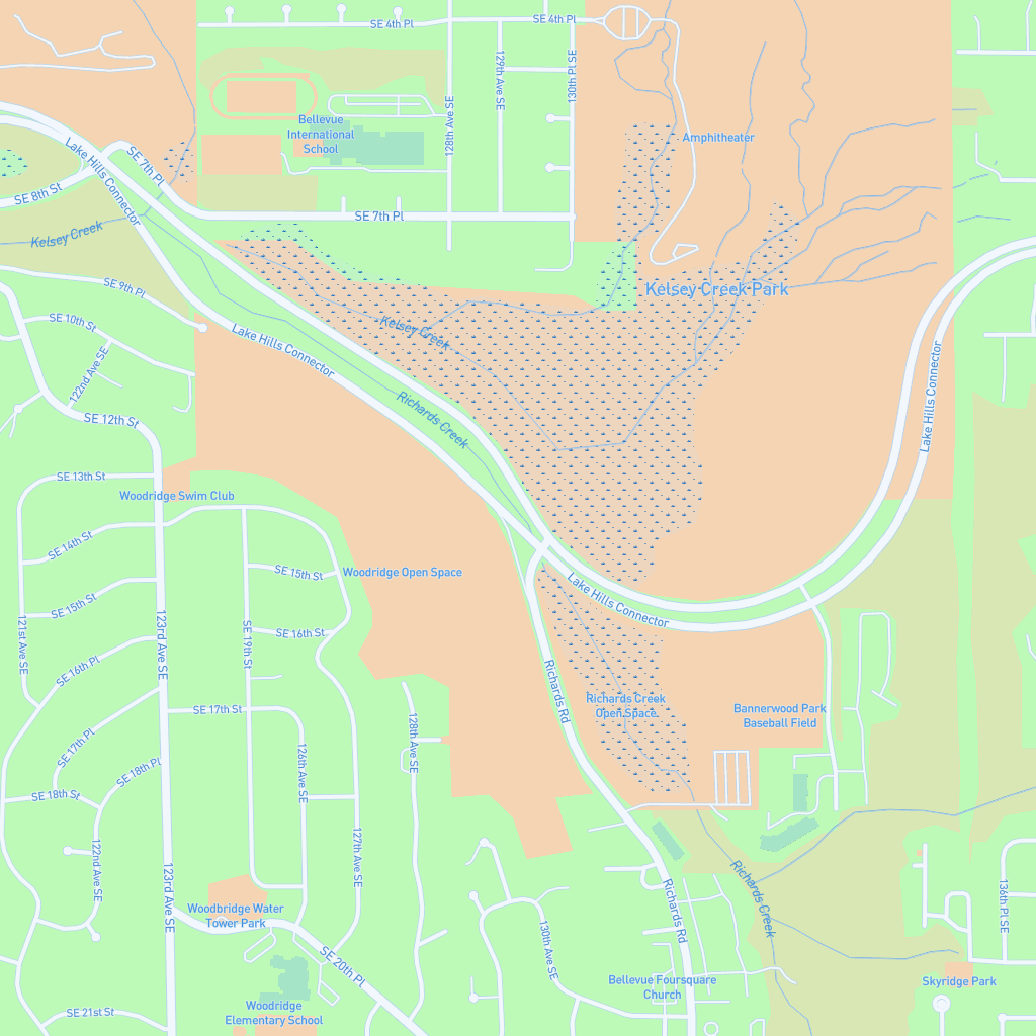 SE 4th Pl
SE 4th Pl
129th Ave SE
130th Pl SE
128th Ave SE
Bellevue
International
School
Amphitheater
Lake Hills Connector
SE 7th Pl
SE 8th St
SE 7th Pl
Kelsey Creek
SE 9th Pl
Kelsey Creek Park
SE 10th St
Kelsey Creek
Lake Hills Connector
122nd Ave SE
Lake Hills Connector
Richards Creek
SE 12th St
SE 13th St
Woodridge Swim Club
SE 14th St
SE 15th St
Woodridge Open Space
Lake Hills Connector
SE 15th St
121st Ave SE
123rd Ave SE
SE 19th St
SE 16th St
SE 16th Pl
Richards Rd
Richards Creek
Open Space
Bannerwood Park
Baseball Field
SE 17th St
SE 17th Pl
126th Ave SE
128th Ave SE
SE 18th Pl
SE 18th St
122nd Ave SE
127th Ave SE
123rd Ave SE
Richards Creek
Richards Rd
136th Pl SE
Woodbridge Water
Tower Park
130th Ave SE
SE 20th Pl
Bellevue Foursquare
Church
Skyridge Park
Woodridge
Elementary School
SE 21st St